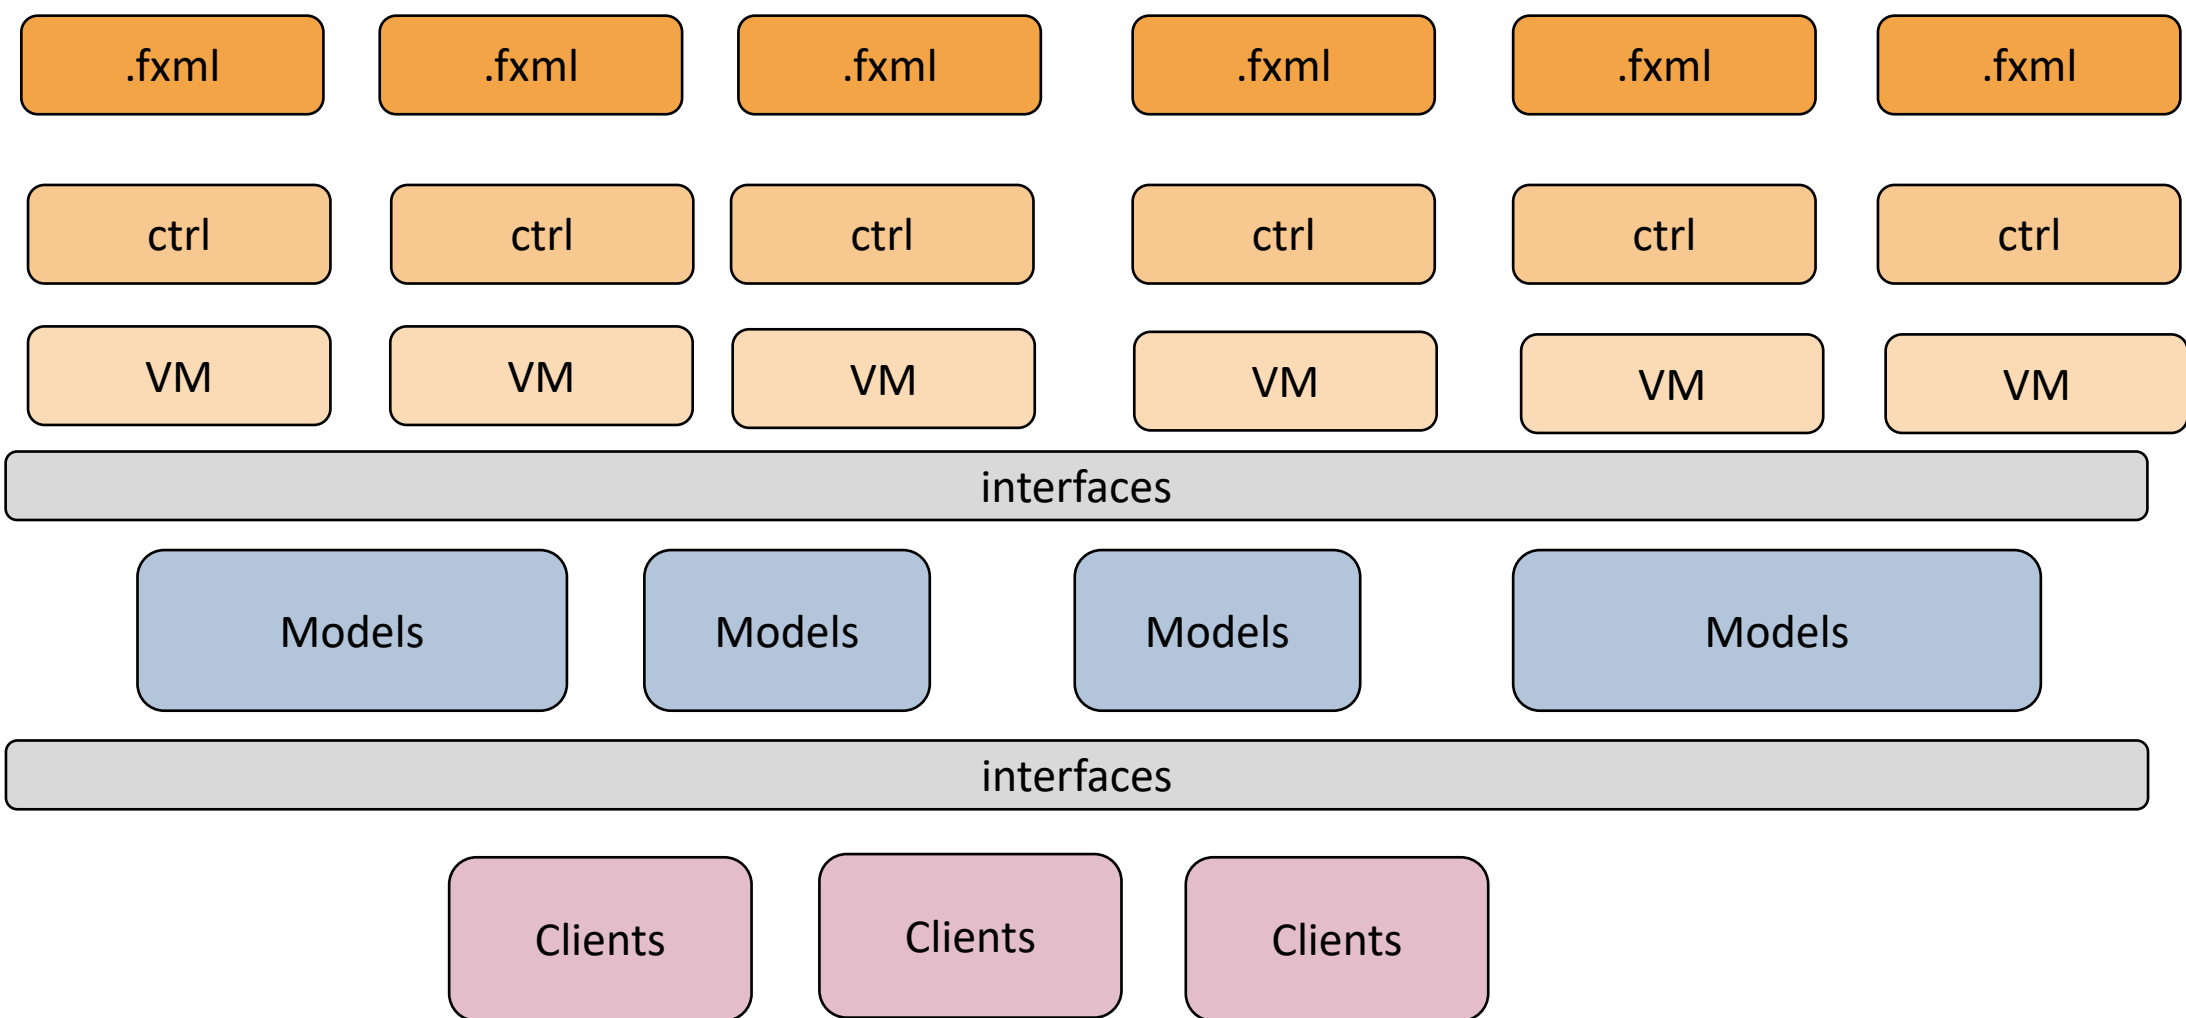 .fxml .fxml .fxml .fxml .fxml .fxml
ctrl ctrl ctrl ctrl ctrl ctrl
VM VM VM VM VM VM
interfaces
Models Models Models Models
interfaces
Clients Clients Clients